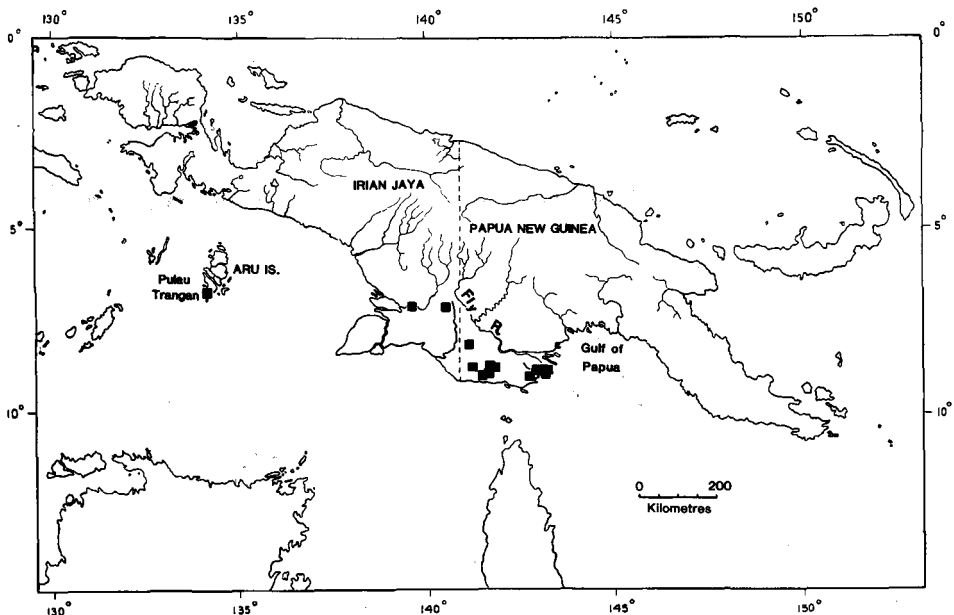 130° 135° 140° 145° 150°
0° 0°
IRIAN JAYA
PAPUA NEW GUINEA
5° 5°
ARU IS.
Pulau
Trangan
Fly R.
Gulf of
Papua
10° 10°
0 200
Kilometres
130° 135° 140° 145° 150°